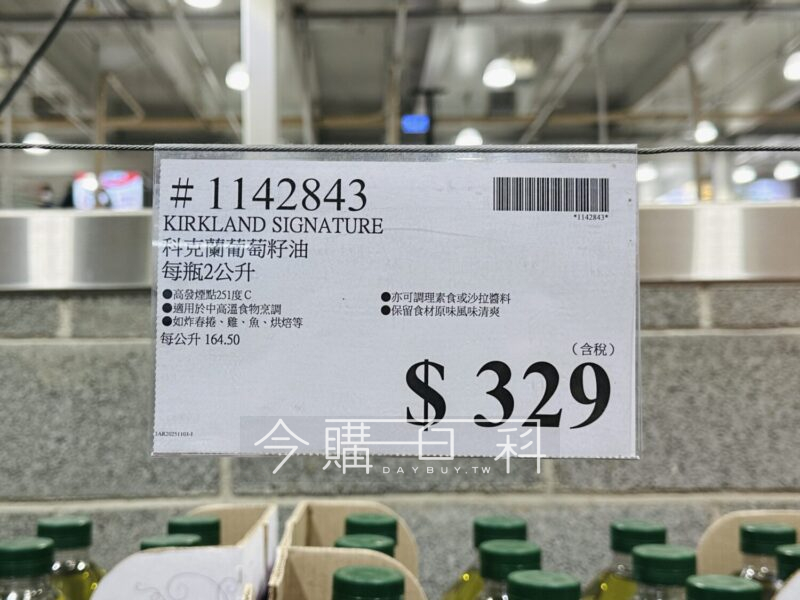 # 1142843
*1142843*
KIRKLAND SIGNATURE
科克蘭葡萄籽油
每瓶2公升
●高發煙點251度C
●適用於中高溫食物烹調
●如炸春捲、雞、魚、烘焙等
●亦可調理素食或沙拉醬料
●保留食材原味風味清爽
每公升 164.50
(含稅)
$ 329
今購百科
DAYBUY.TW